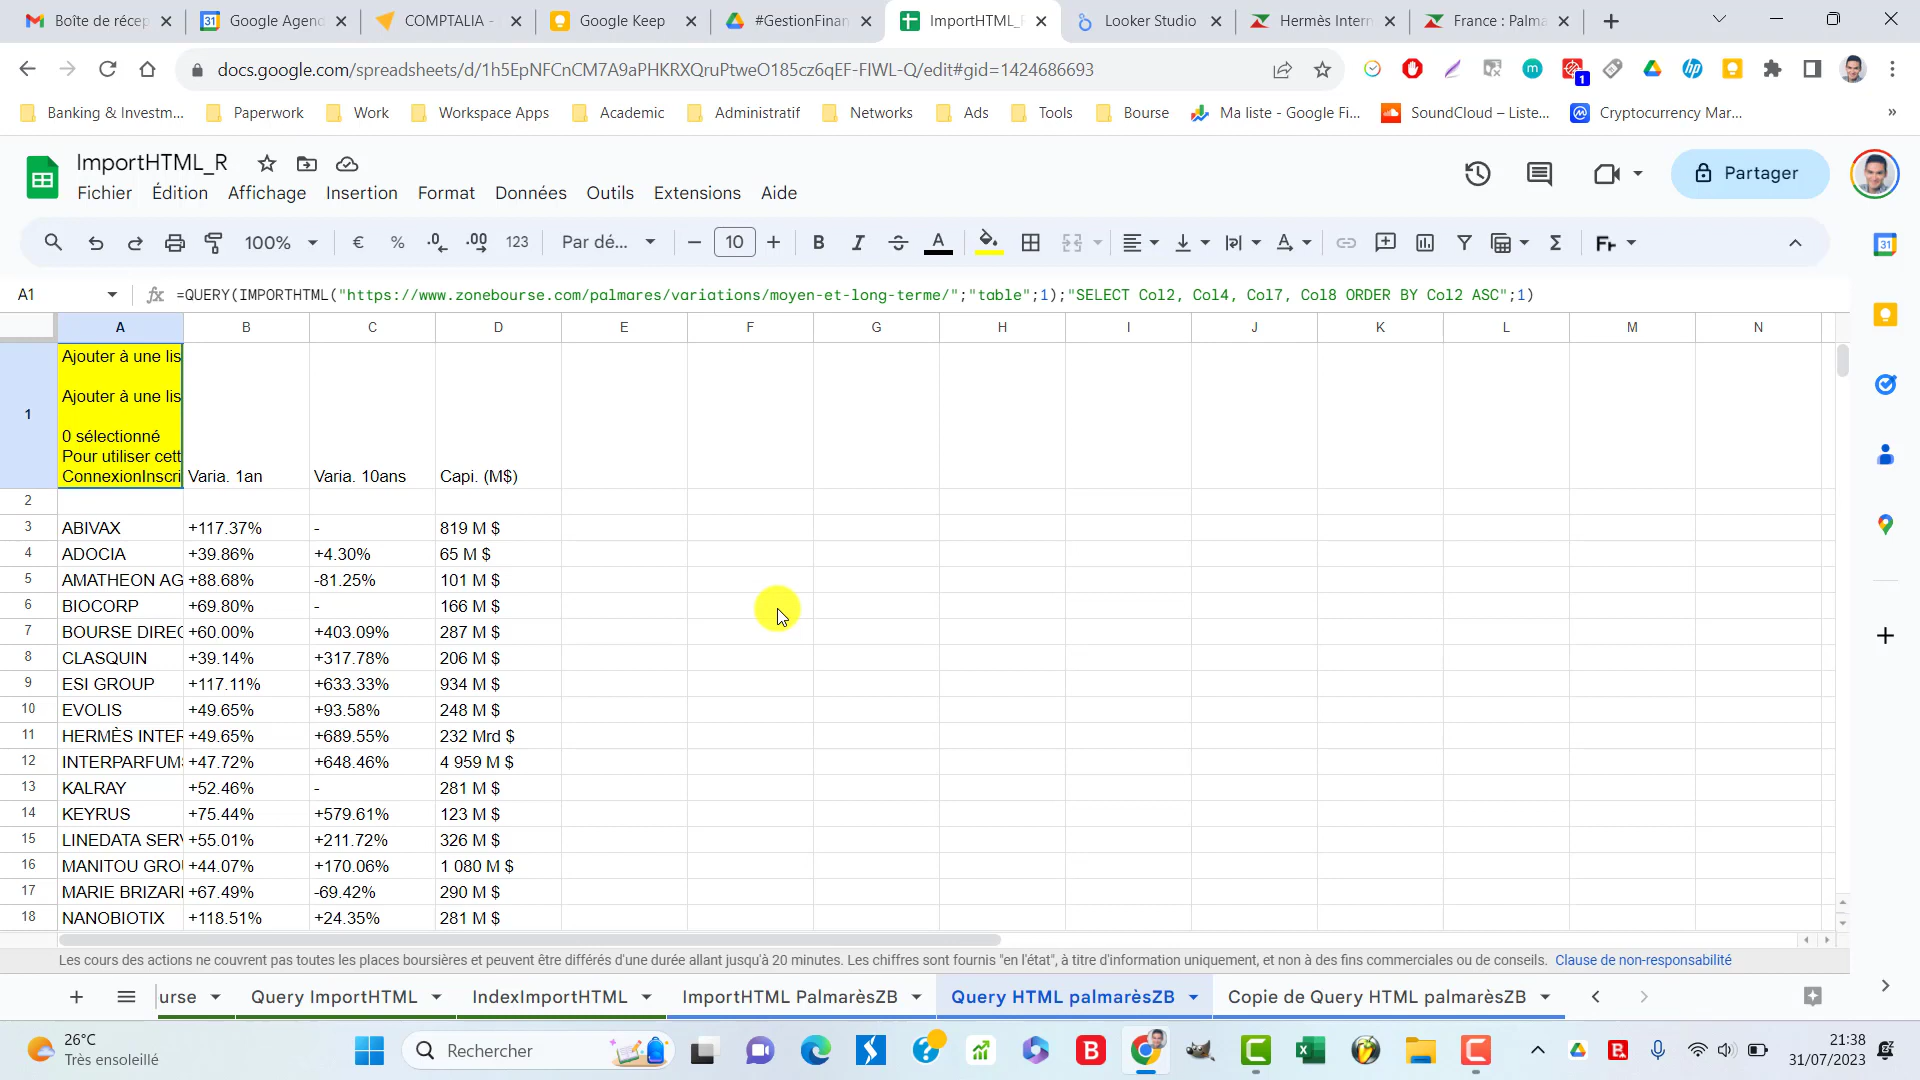 Boîte de récep
Google Agend
COMPTALIA -
Google Keep
#GestionFinan
ImportHTML_R
Looker Studio
Hermès Intern
France : Palma
docs.google.com/spreadsheets/d/1h5EpNFCnCM7A9aPHKRXQruPtweO185cz6qEF-FIWL-Q/edit#gid=1424686693
Banking & Investm...
Paperwork
Work
Workspace Apps
Academic
Administratif
Networks
Ads
Tools
Bourse
Ma liste - Google Fi...
SoundCloud – Liste...
Cryptocurrency Mar...
ImportHTML_R
Fichier Édition Affichage Insertion Format Données Outils Extensions Aide
Partager
100% € % .0 .00 123 Par dé... 10 B I A
A1
=QUERY(IMPORTHTML("https://www.zonebourse.com/palmares/variations/moyen-et-long-terme/";"table";1);"SELECT Col2, Col4, Col7, Col8 ORDER BY Col2 ASC";1)
A B C D E F G H I J K L M N
Ajouter à une lis
Ajouter à une lis
0 sélectionné
Pour utiliser cett
1 ConnexionInscri Varia. 1an Varia. 10ans Capi. (M$)
2
3 ABIVAX +117.37% - 819 M $
4 ADOCIA +39.86% +4.30% 65 M $
5 AMATHEON AG +88.68% -81.25% 101 M $
6 BIOCORP +69.80% - 166 M $
7 BOURSE DIREC +60.00% +403.09% 287 M $
8 CLASQUIN +39.14% +317.78% 206 M $
9 ESI GROUP +117.11% +633.33% 934 M $
10 EVOLIS +49.65% +93.58% 248 M $
11 HERMÈS INTER +49.65% +689.55% 232 Mrd $
12 INTERPARFUMS +47.72% +648.46% 4 959 M $
13 KALRAY +52.46% - 281 M $
14 KEYRUS +75.44% +579.61% 123 M $
15 LINEDATA SERV +55.01% +211.72% 326 M $
16 MANITOU GROU +44.07% +170.06% 1 080 M $
17 MARIE BRIZARD +67.49% -69.42% 290 M $
18 NANOBIOTIX +118.51% +24.35% 281 M $
Les cours des actions ne couvrent pas toutes les places boursières et peuvent être différés d'une durée allant jusqu'à 20 minutes. Les chiffres sont fournis "en l'état", à titre d'information uniquement, et non à des fins commerciales ou de conseils. Clause de non-responsabilité
urse
Query ImportHTML
IndexImportHTML
ImportHTML PalmarèsZB
Query HTML palmarèsZB
Copie de Query HTML palmarèsZB
26°C
Très ensoleillé
Rechercher
21:38
31/07/2023